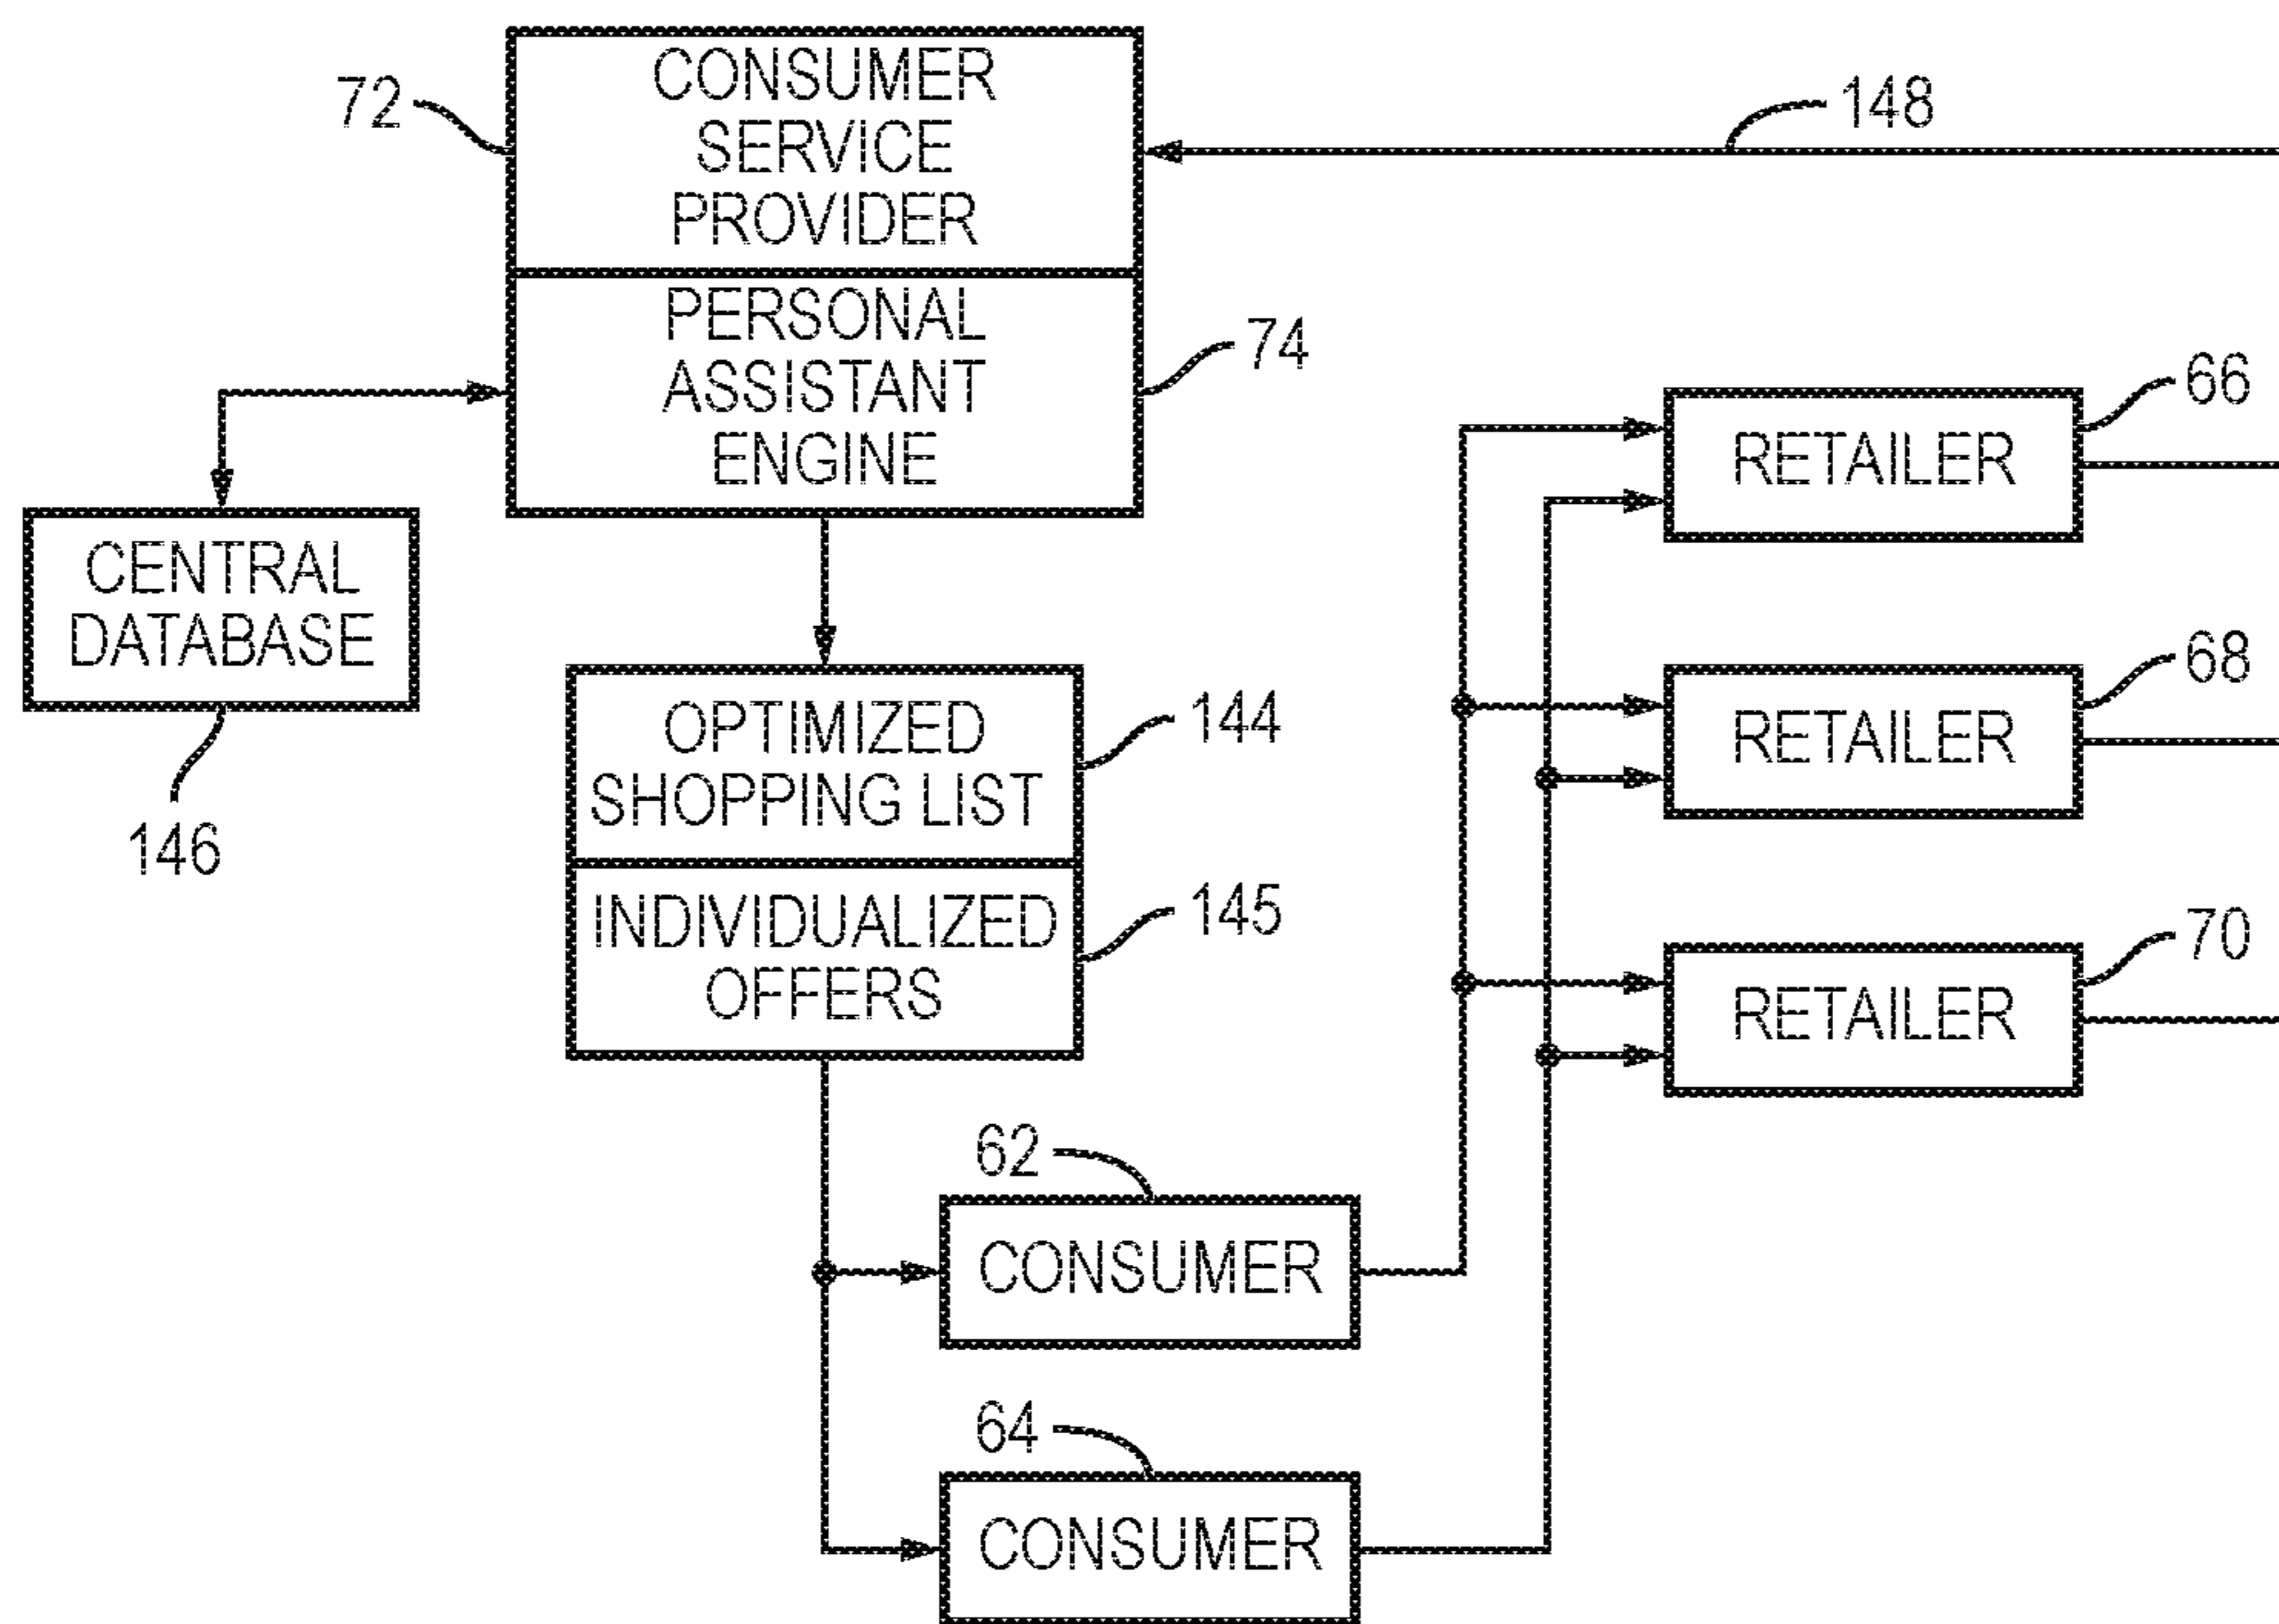 72
CONSUMER
SERVICE
PROVIDER
148
PERSONAL
ASSISTANT
ENGINE
74
66
RETAILER
CENTRAL
DATABASE
146
OPTIMIZED
SHOPPING LIST
144
68
RETAILER
INDIVIDUALIZED
OFFERS
145
70
RETAILER
62
CONSUMER
64
CONSUMER